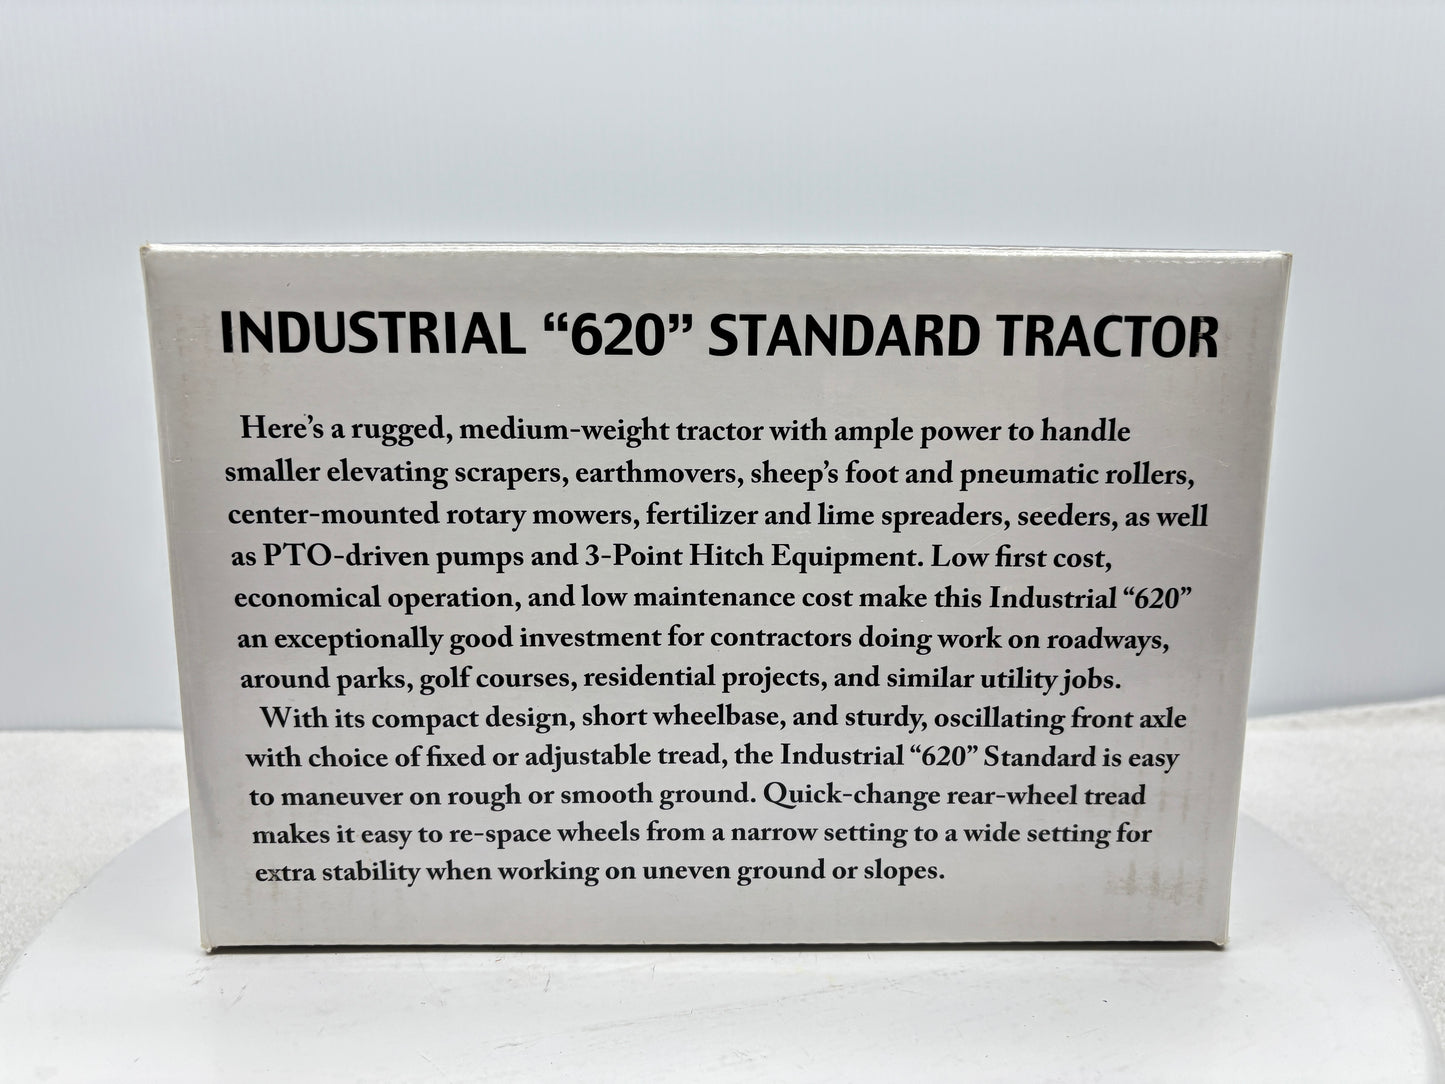 INDUSTRIAL “620” STANDARD TRACTOR
Here’s a rugged, medium-weight tractor with ample power to handle
smaller elevating scrapers, earthmovers, sheep’s foot and pneumatic rollers,
center-mounted rotary mowers, fertilizer and lime spreaders, seeders, as well
as PTO-driven pumps and 3-Point Hitch Equipment. Low first cost,
economical operation, and low maintenance cost make this Industrial “620”
an exceptionally good investment for contractors doing work on roadways,
around parks, golf courses, residential projects, and similar utility jobs.
With its compact design, short wheelbase, and sturdy, oscillating front axle
with choice of fixed or adjustable tread, the Industrial “620” Standard is easy
to maneuver on rough or smooth ground. Quick-change rear-wheel tread
makes it easy to re-space wheels from a narrow setting to a wide setting for
extra stability when working on uneven ground or slopes.